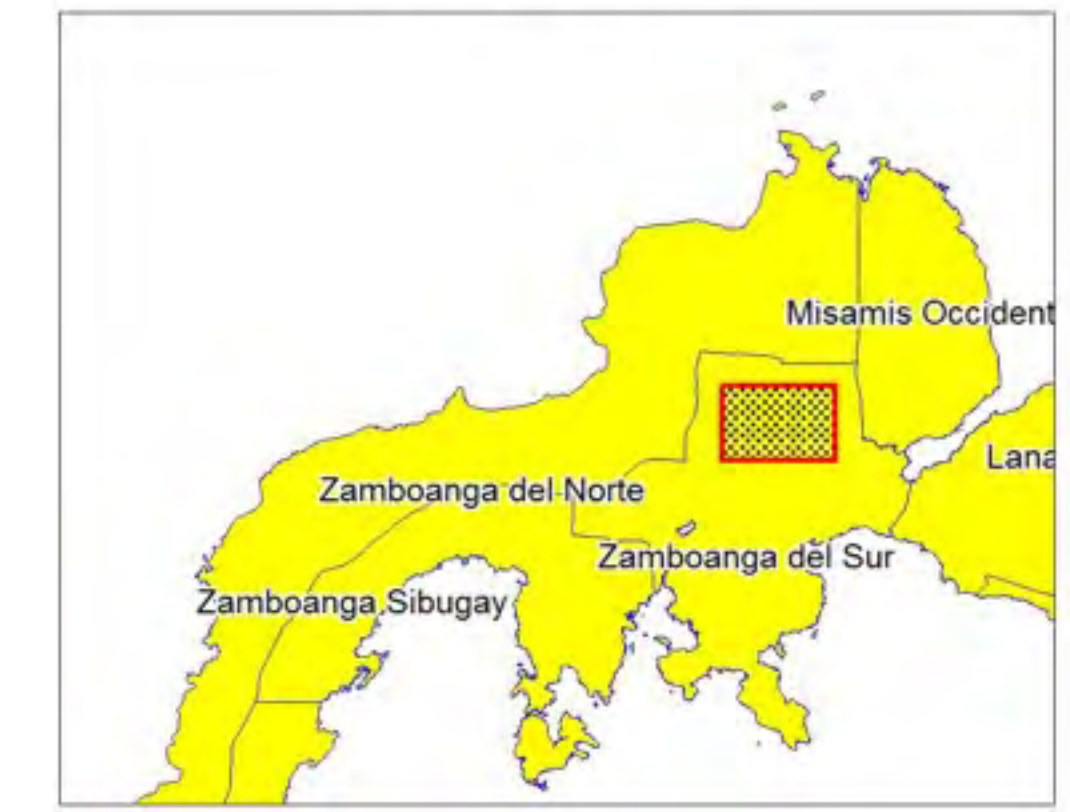 Misamis Occident
Lana
Zamboanga del Norte
Zamboanga del Sur
Zamboanga Sibugay